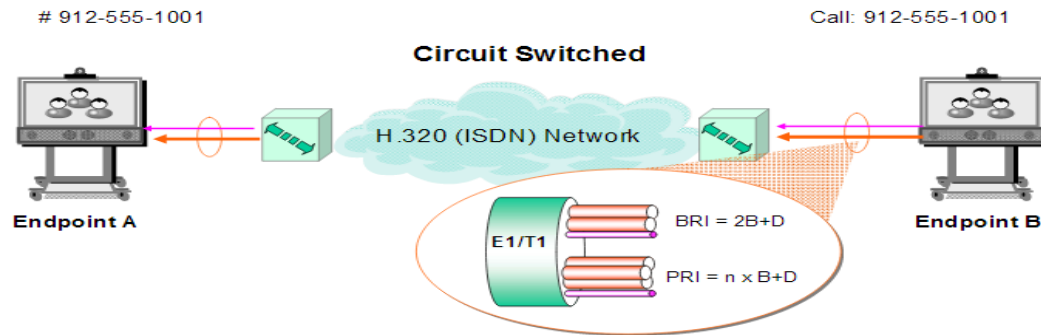 # 912-555-1001
Call: 912-555-1001
Circuit Switched
H.320 (ISDN) Network
Endpoint A
Endpoint B
E1/T1
BRI = 2B+D
PRI = n x B+D